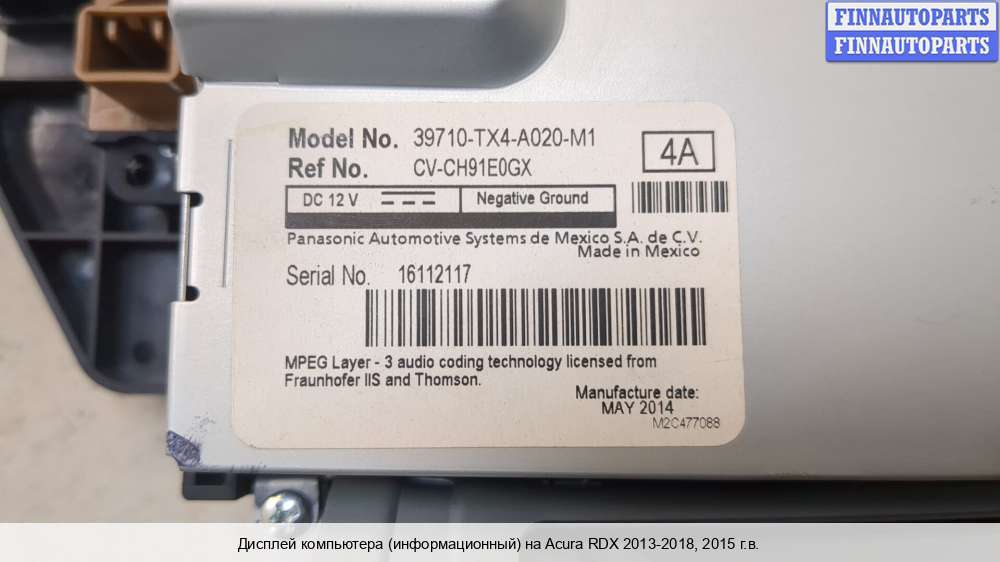 FINNAUTOPARTS
FINNAUTOPARTS
Model No. 39710-TX4-A020-M1
Ref No. CV-CH91E0GX
4A
DC 12 V Negative Ground
Panasonic Automotive Systems de Mexico S.A. de C.V.
Made in Mexico
Serial No. 16112117
MPEG Layer - 3 audio coding technology licensed from
Fraunhofer IIS and Thomson.
Manufacture date:
MAY 2014
M2C477088
Дисплей компьютера (информационный) на Acura RDX 2013-2018, 2015 г.в.